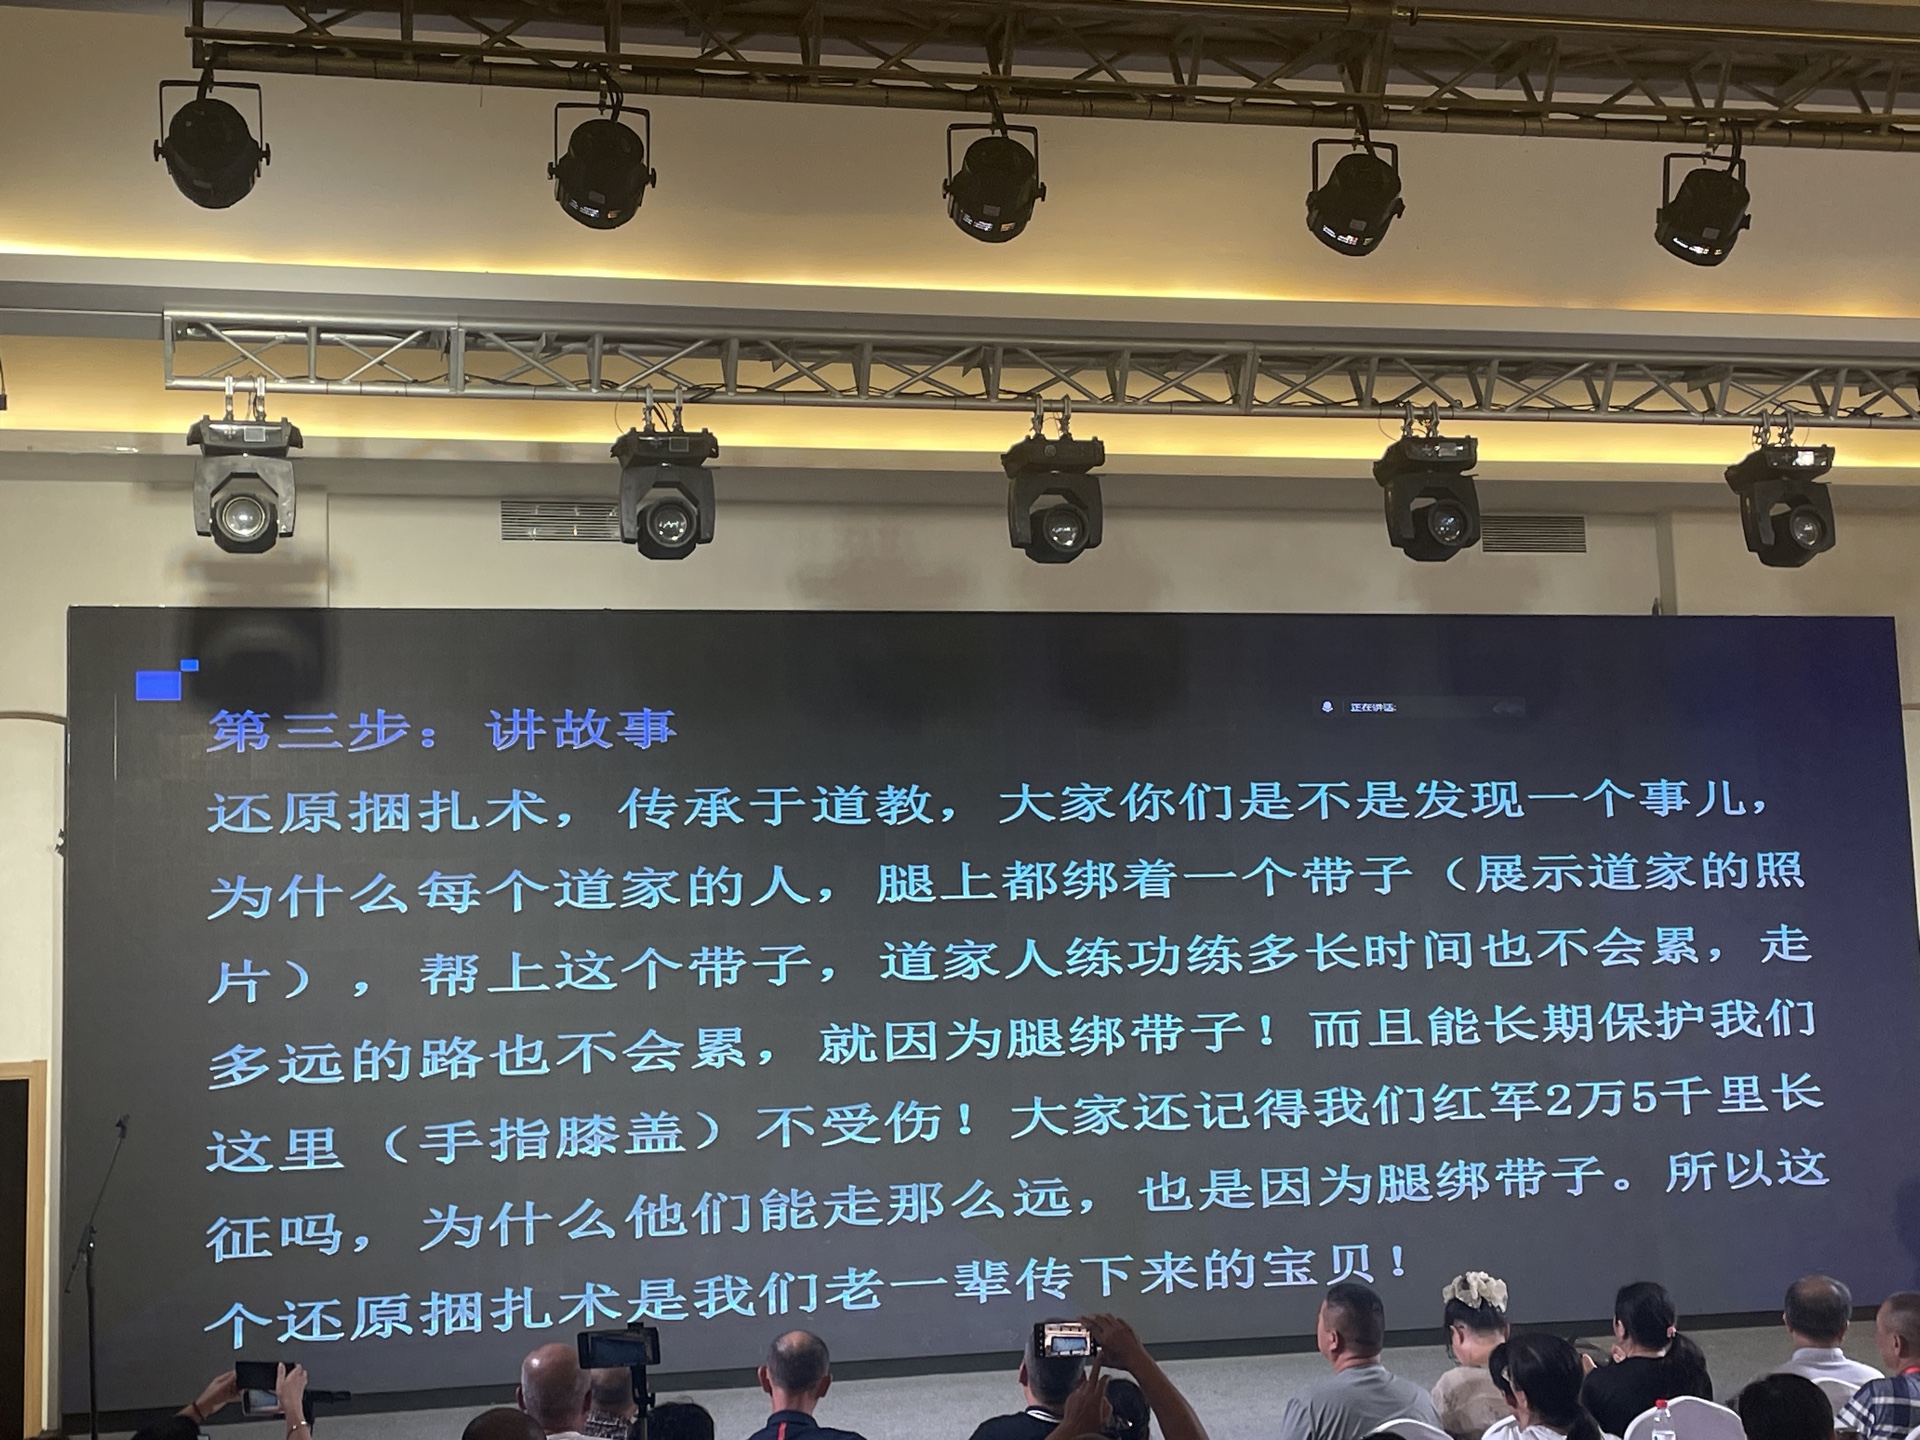 正在讲话:
第三步：讲故事
还原捆扎术，传承于道教，大家你们是不是发现一个事儿，
为什么每个道家的人，腿上都绑着一个带子（展示道家的照
片），帮上这个带子，道家人练功练多长时间也不会累，走
多远的路也不会累，就因为腿绑带子！而且能长期保护我们
这里（手指膝盖）不受伤！大家还记得我们红军2万5千里长
征吗，为什么他们能走那么远，也是因为腿绑带子。所以这
个还原捆扎术是我们老一辈传下来的宝贝！